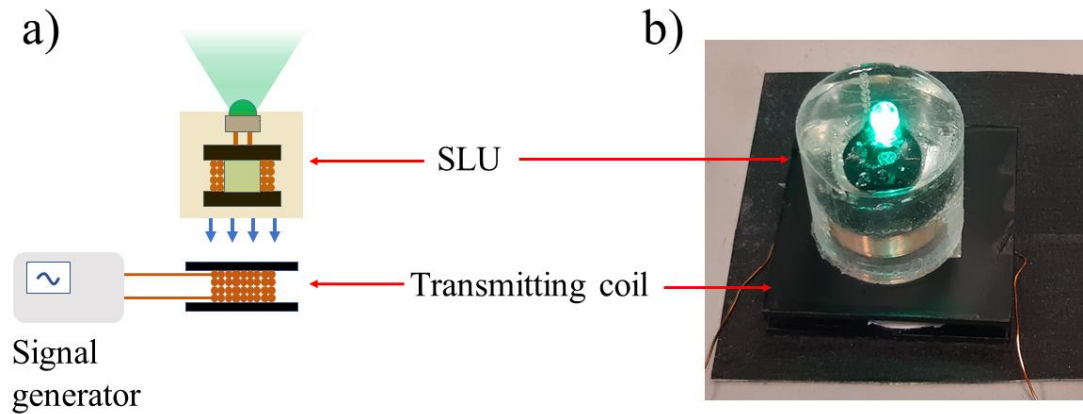 a)
b)
SLU
Transmitting coil
Signal
generator